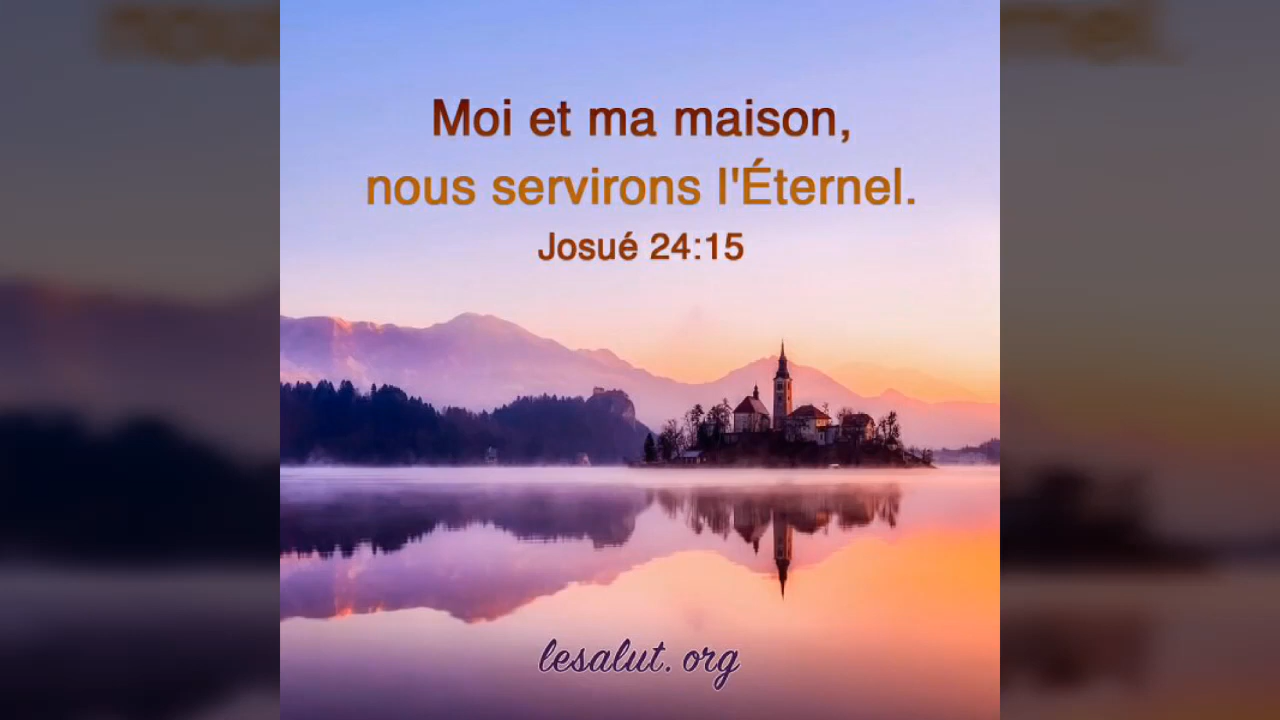 Moi et ma maison,
nous servirons l'Éternel.
Josué 24:15
lesalut.org